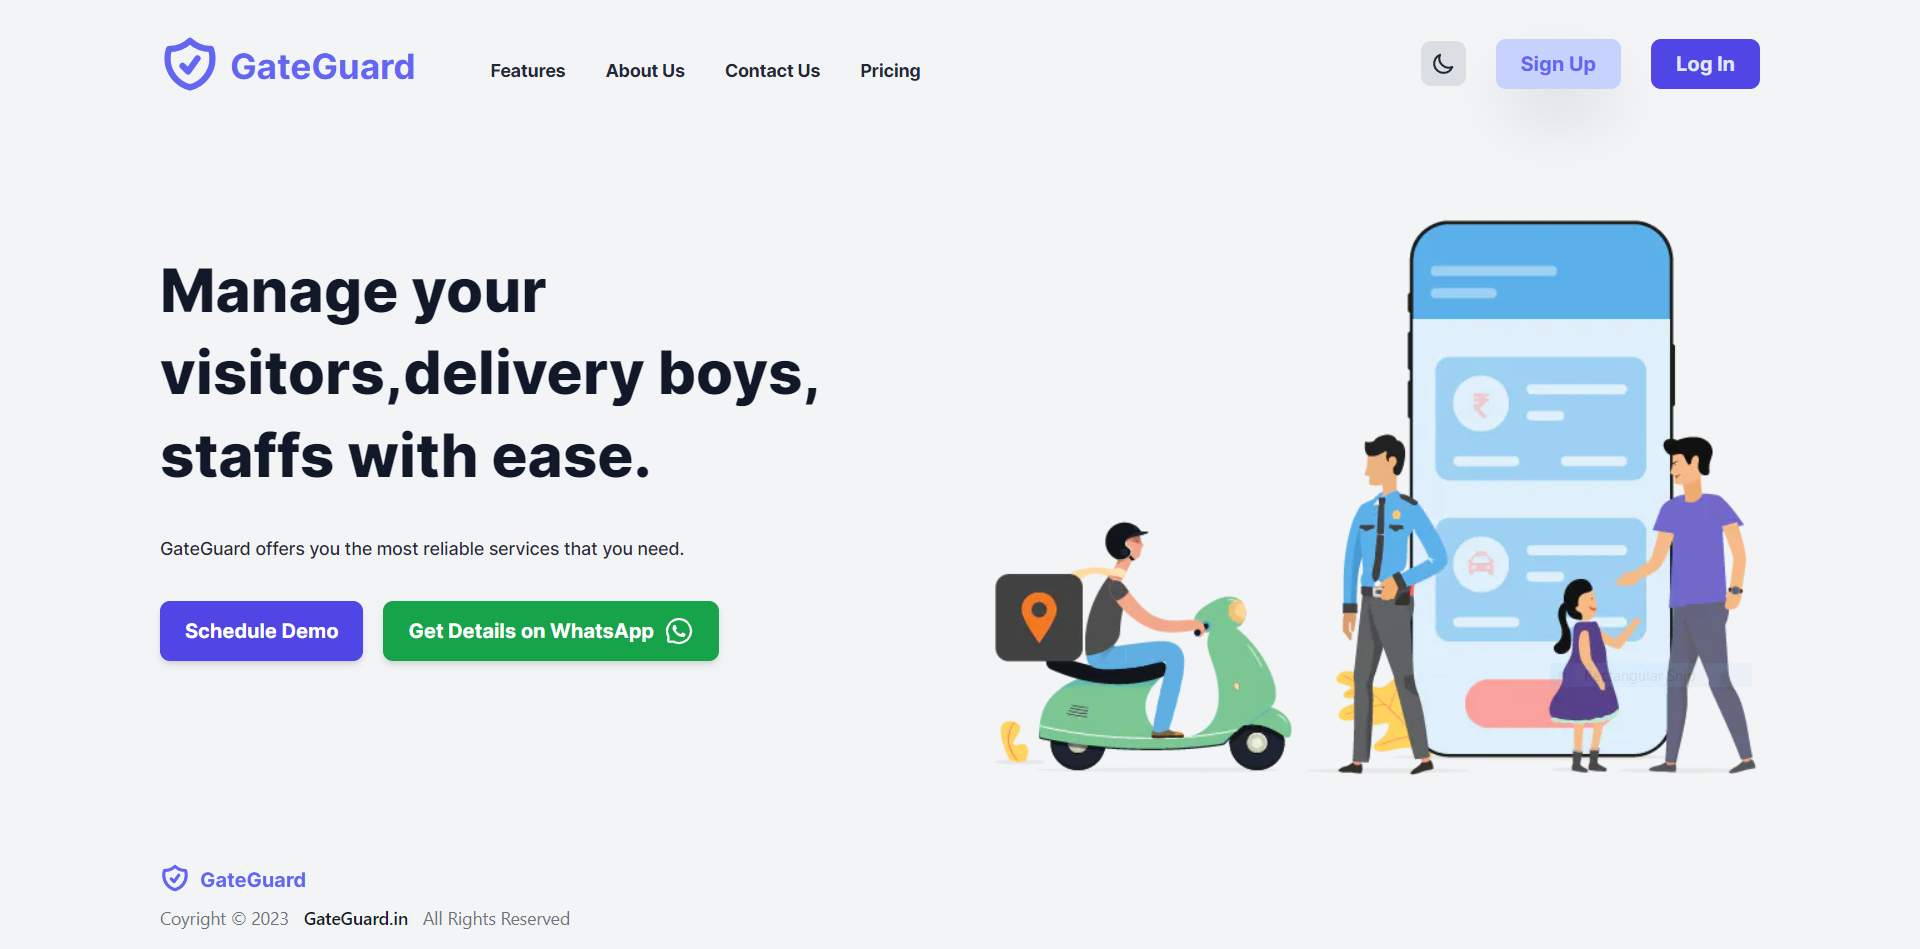 GateGuard
Features About Us Contact Us Pricing
Sign Up
Log In
Manage your
visitors,delivery boys,
staffs with ease.
GateGuard offers you the most reliable services that you need.
Schedule Demo
Get Details on WhatsApp
₹
Rectangular Snip
GateGuard
Coyright © 2023 GateGuard.in All Rights Reserved